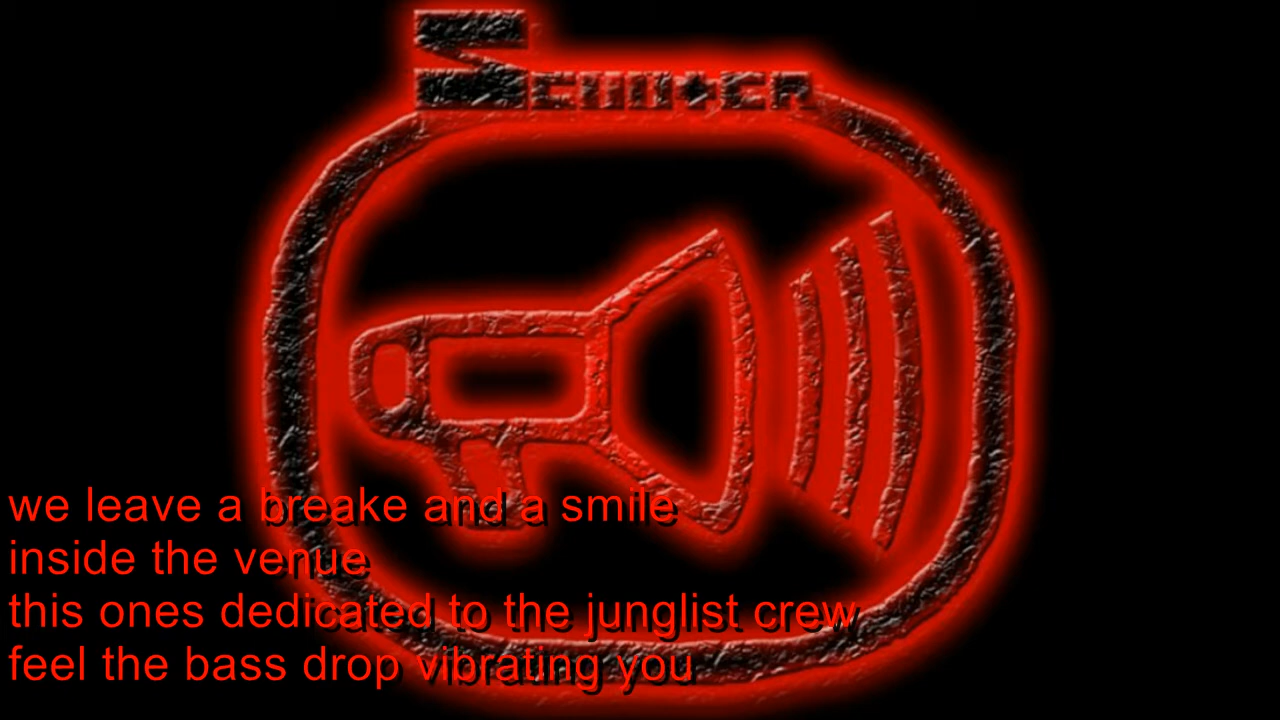 Scooter
we leave a breake and a smile
inside the venue
this ones dedicated to the junglist crew
feel the bass drop vibrating you